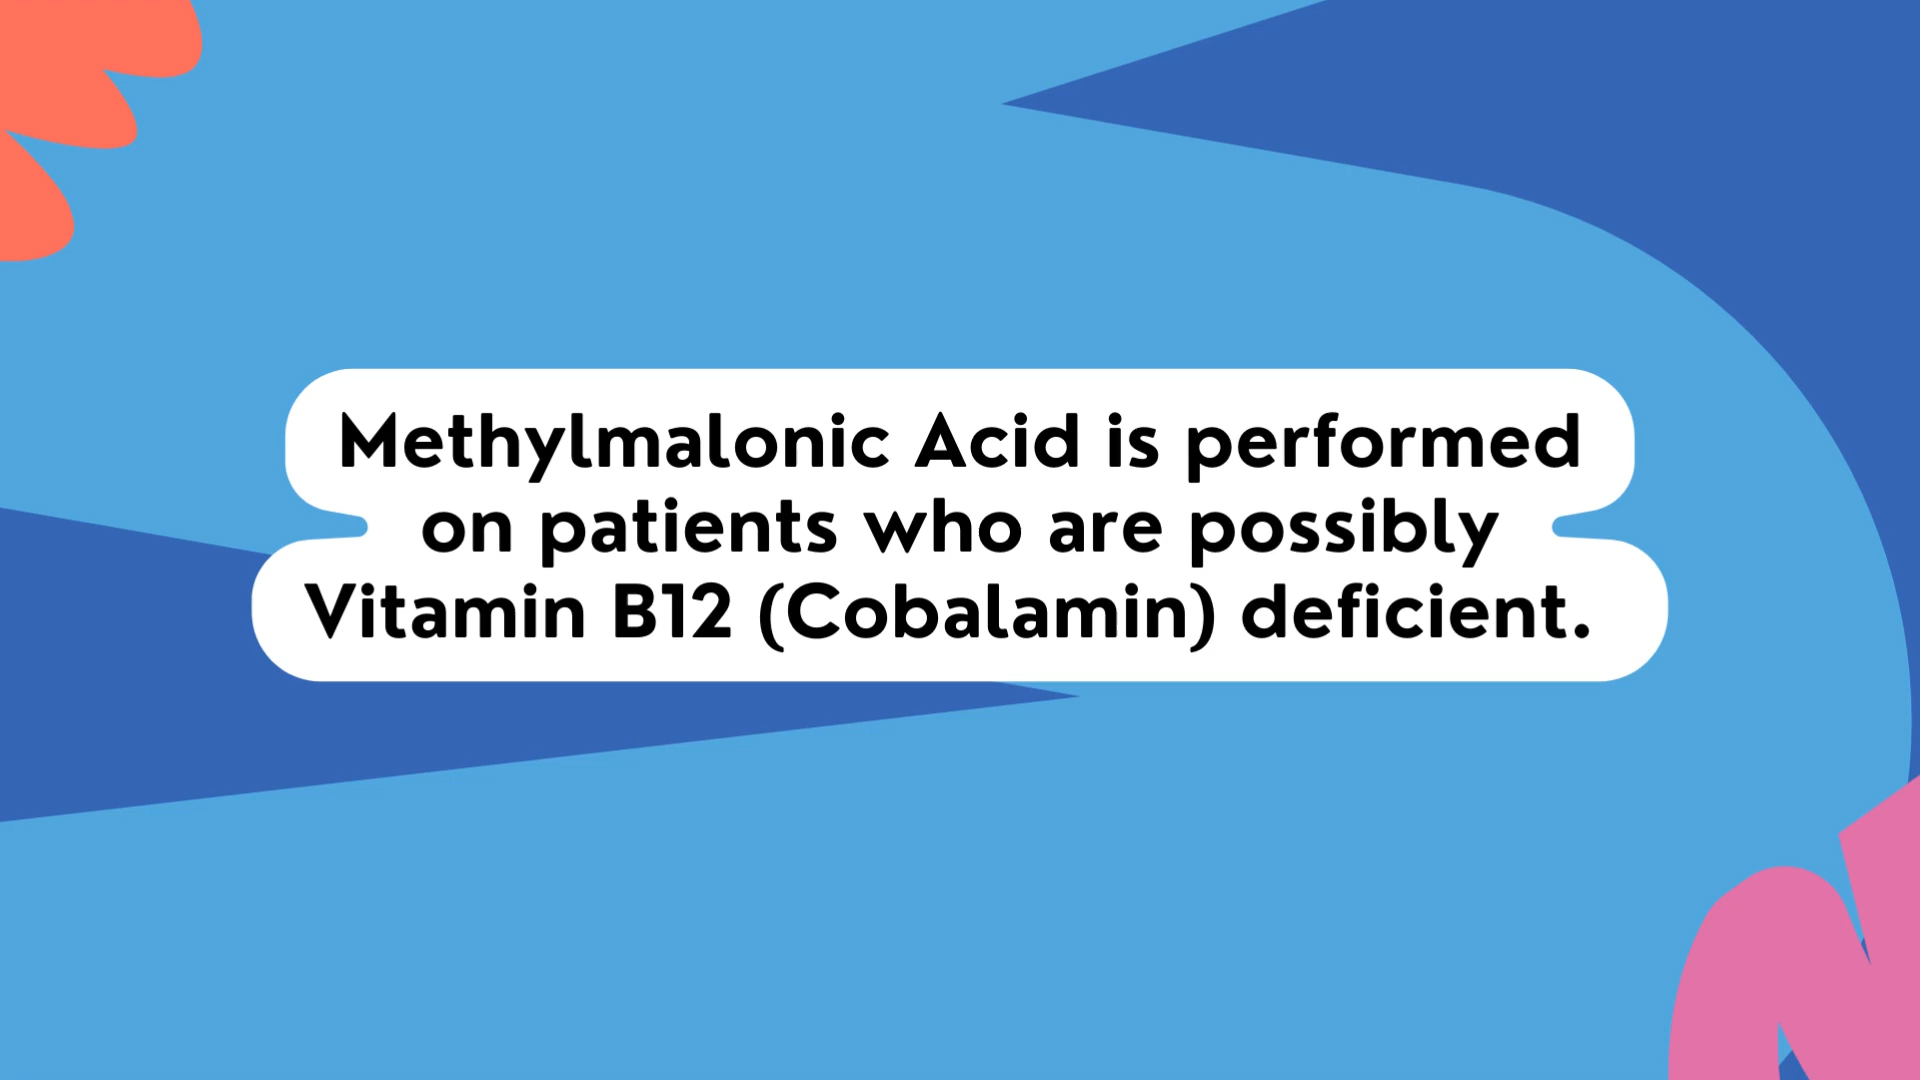 Methylmalonic Acid is performed
on patients who are possibly
Vitamin B12 (Cobalamin) deficient.